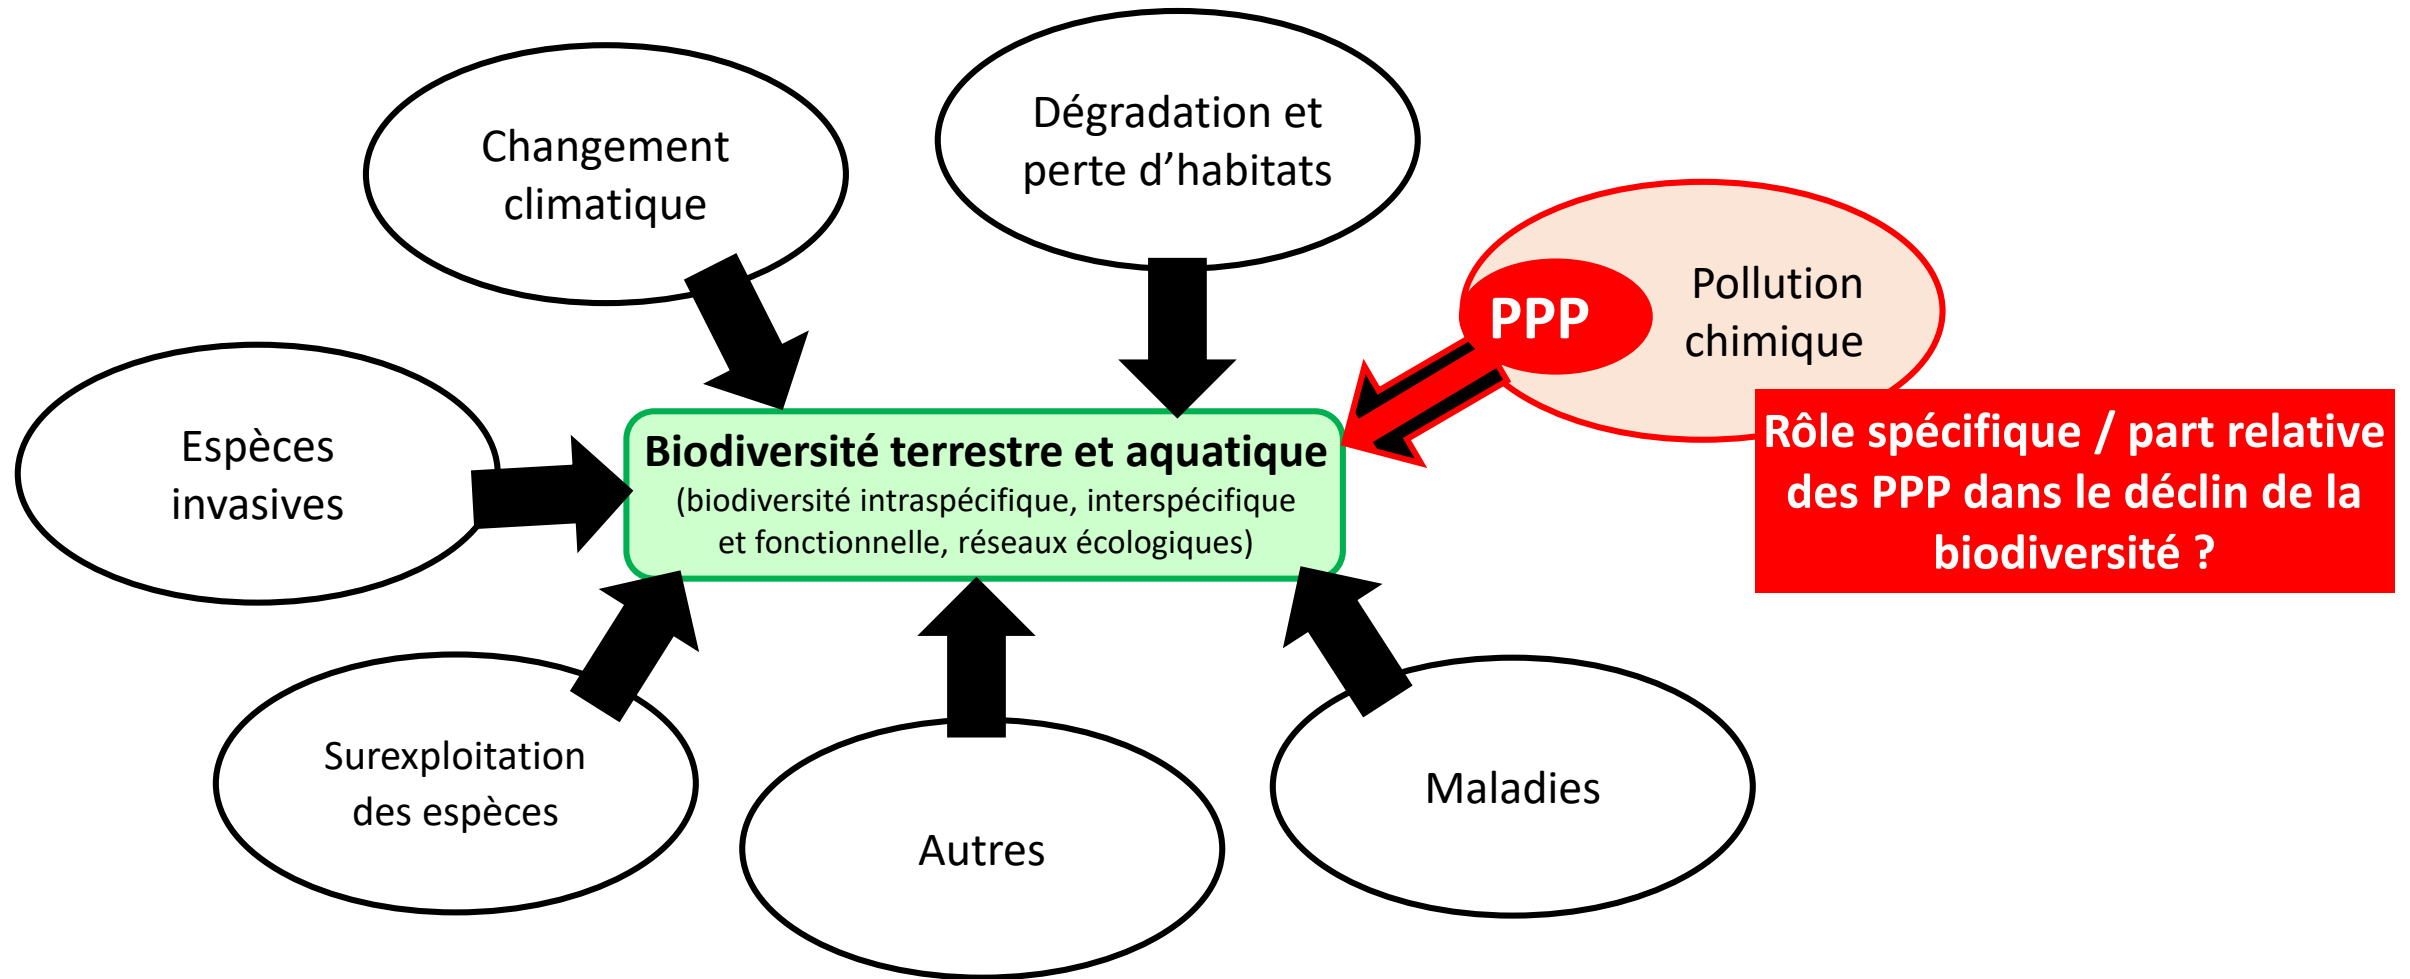 Changement
climatique
Dégradation et
perte d’habitats
PPP
Pollution
chimique
Rôle spécifique / part relative
des PPP dans le déclin de la
biodiversité ?
Espèces
invasives
Biodiversité terrestre et aquatique
(biodiversité intraspécifique, interspécifique
et fonctionnelle, réseaux écologiques)
Surexploitation
des espèces
Autres
Maladies